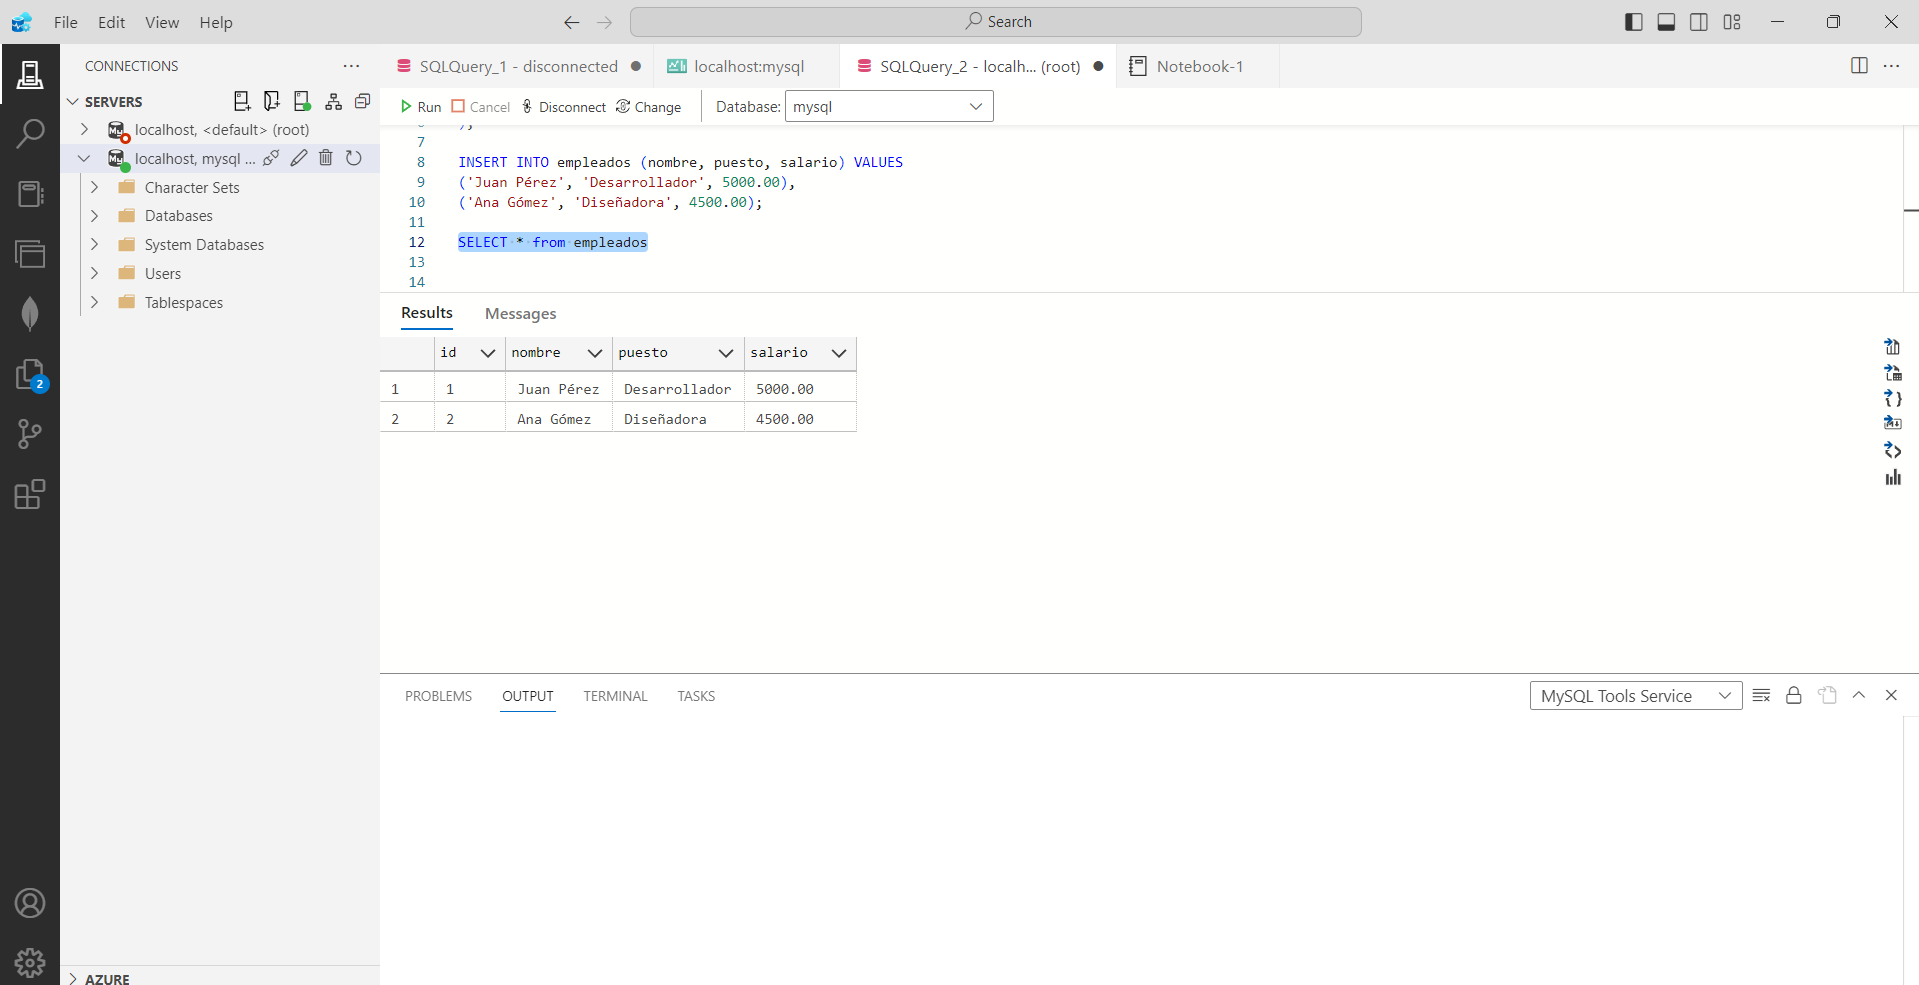 File Edit View Help
Search
CONNECTIONS
SERVERS
localhost, <default> (root)
localhost, mysql ...
Character Sets
Databases
System Databases
Users
Tablespaces
AZURE
2
SQLQuery_1 - disconnected
localhost:mysql
SQLQuery_2 - localh... (root)
Notebook-1
Run Cancel Disconnect Change Database: mysql
7
8 INSERT INTO empleados (nombre, puesto, salario) VALUES
9 ('Juan Pérez', 'Desarrollador', 5000.00),
10 ('Ana Gómez', 'Diseñadora', 4500.00);
11
12 SELECT * from empleados
13
14
Results Messages
id nombre puesto salario
1 1 Juan Pérez Desarrollador 5000.00
2 2 Ana Gómez Diseñadora 4500.00
PROBLEMS OUTPUT TERMINAL TASKS
MySQL Tools Service